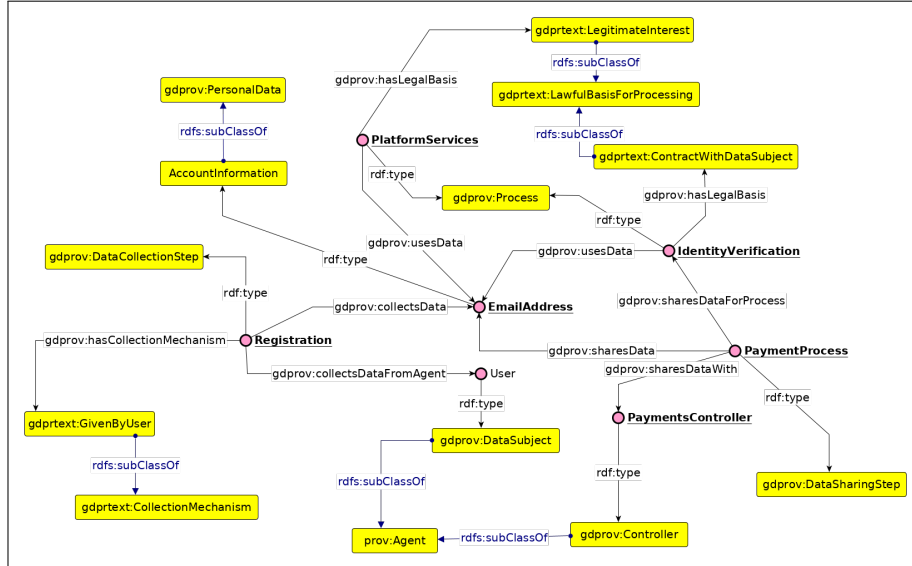 gdprtext:LegitimateInterest
rdfs:subClassOf
gdprov:hasLegalBasis
gdprov:PersonalData
gdprtext:LawfulBasisForProcessing
rdfs:subClassOf
rdfs:subClassOf
PlatformServices
gdprtext:ContractWithDataSubject
AccountInformation
rdf:type
gdprov:Process
gdprov:hasLegalBasis
rdf:type
gdprov:usesData
gdprov:usesData
IdentityVerification
gdprov:DataCollectionStep
rdf:type
rdf:type
gdprov:sharesDataForProcess
gdprov:collectsData
EmailAddress
gdprov:hasCollectionMechanism
Registration
gdprov:sharesData
PaymentProcess
gdprov:sharesDataWith
gdprov:collectsDataFromAgent
User
rdf:type
rdf:type
PaymentsController
gdprtext:GivenByUser
gdprov:DataSubject
rdfs:subClassOf
rdf:type
rdfs:subClassOf
gdprov:DataSharingStep
gdprtext:CollectionMechanism
prov:Agent
rdfs:subClassOf
gdprov:Controller